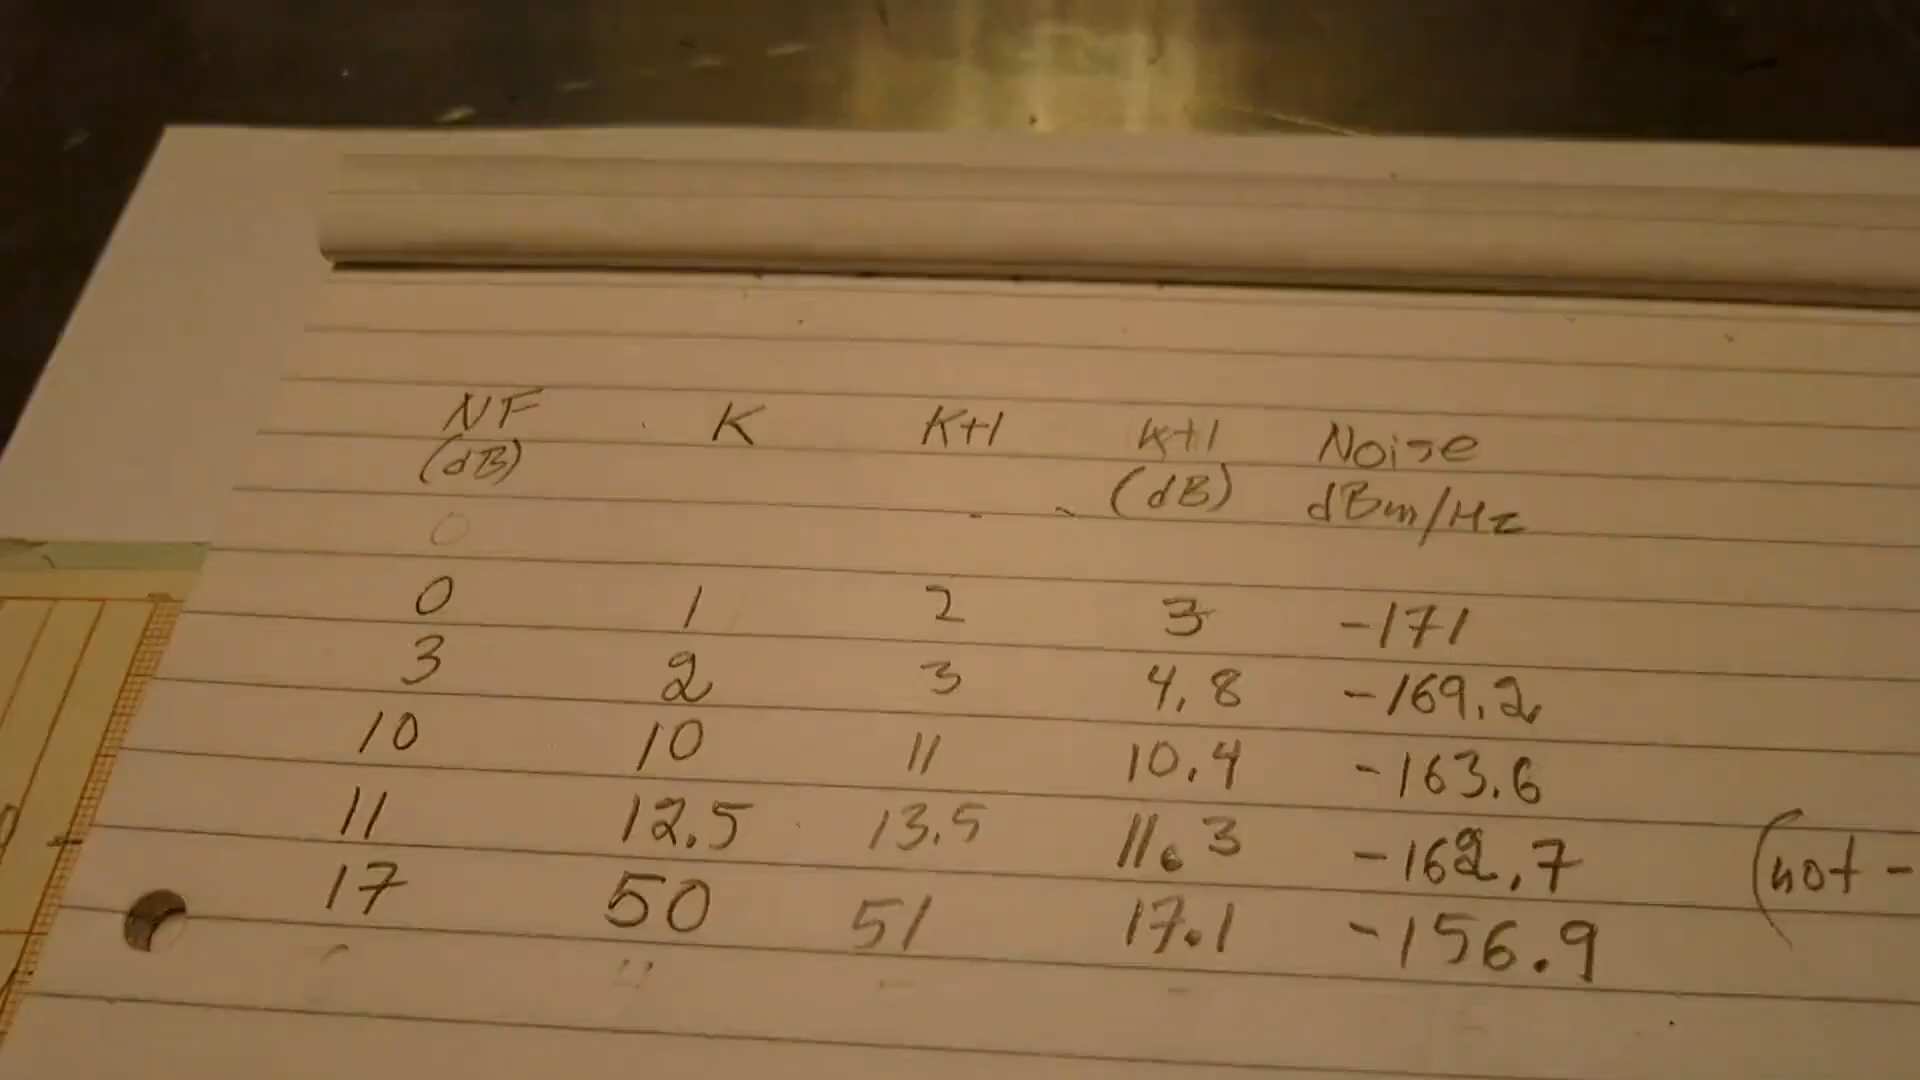 NF K K+1 K+1 Noise
(dB) (dB) dBm/Hz
0
0 1 2 3 -171
3 2 3 4.8 -169.2
10 10 11 10.4 -163.6
11 12.5 13.5 11.3 -162.7 (not -
17 50 51 17.1 -156.9